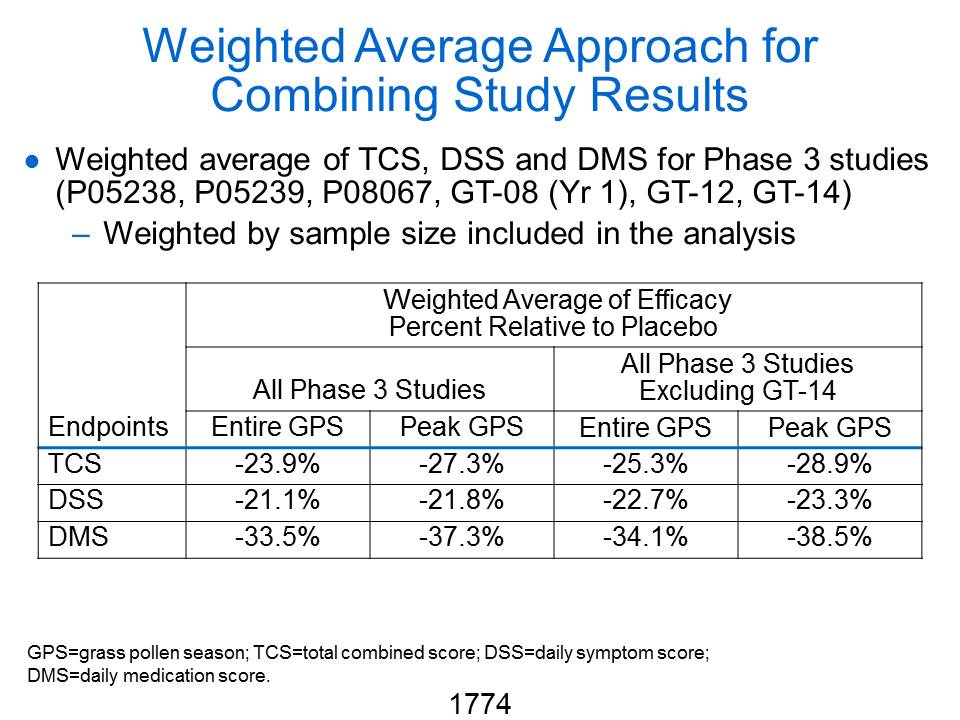 Weighted Average Approach for
Combining Study Results
● Weighted average of TCS, DSS and DMS for Phase 3 studies
(P05238, P05239, P08067, GT-08 (Yr 1), GT-12, GT-14)
– Weighted by sample size included in the analysis
Weighted Average of Efficacy
Percent Relative to Placebo
All Phase 3 Studies
All Phase 3 Studies
Excluding GT-14
Endpoints Entire GPS Peak GPS Entire GPS Peak GPS
TCS -23.9% -27.3% -25.3% -28.9%
DSS -21.1% -21.8% -22.7% -23.3%
DMS -33.5% -37.3% -34.1% -38.5%
GPS=grass pollen season; TCS=total combined score; DSS=daily symptom score;
DMS=daily medication score.
1774